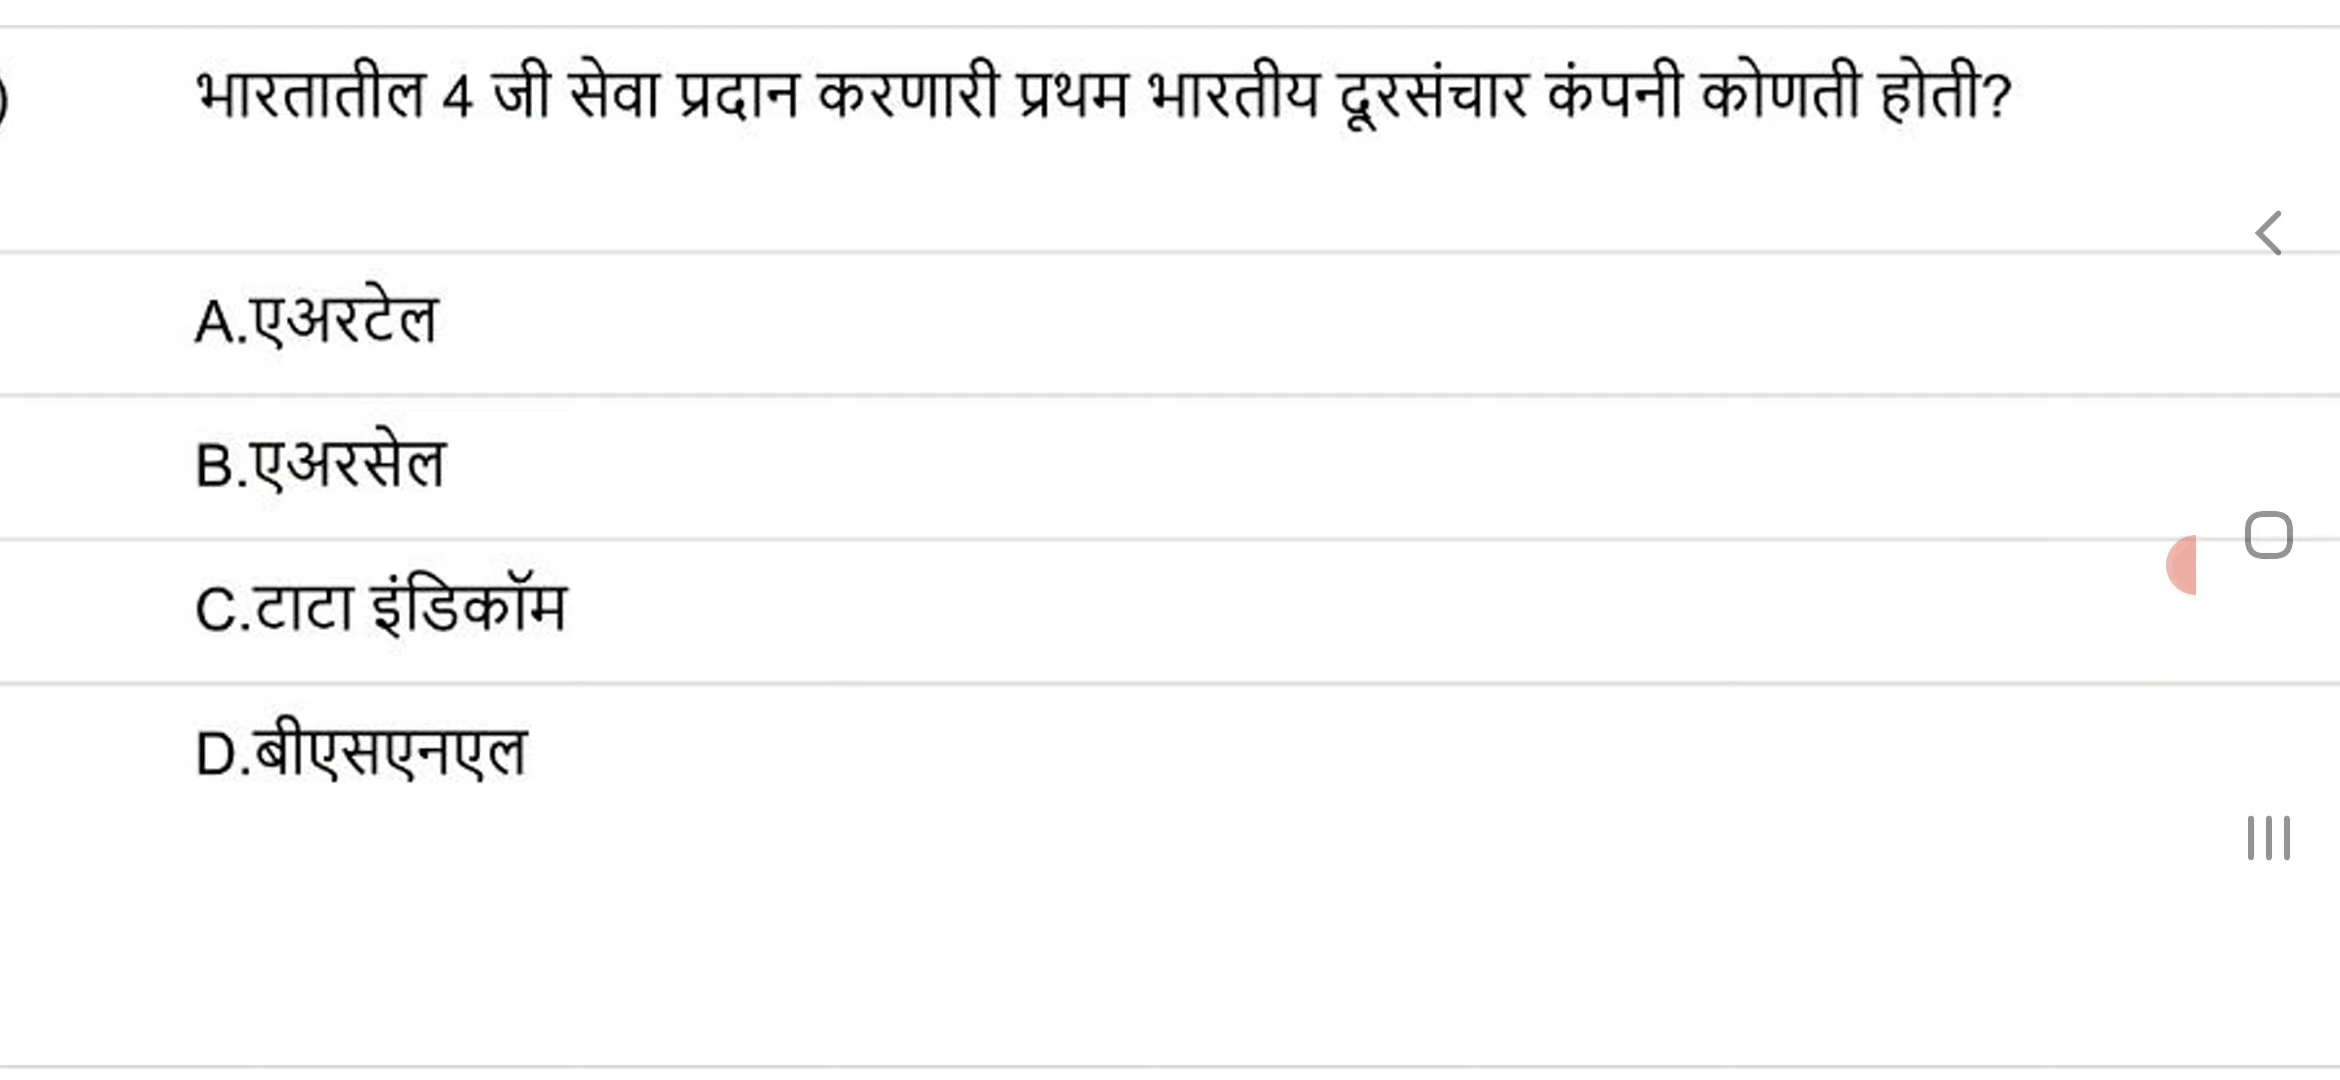 भारतातील 4 जी सेवा प्रदान करणारी प्रथम भारतीय दूरसंचार कंपनी कोणती होती?
A.एअरटेल
B.एअरसेल
C.टाटा इंडिकॉम
D.बीएसएनएल